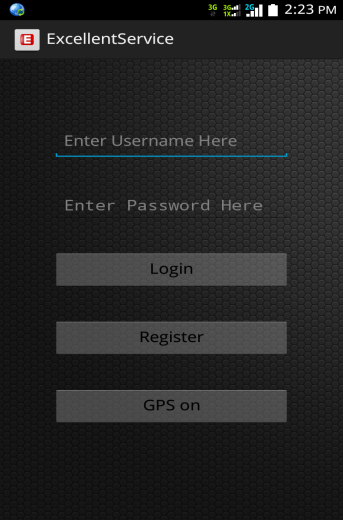 3G 3G 1X 2G 2:23 PM
E ExcellentService
Enter Username Here
Enter Password Here
Login
Register
GPS on